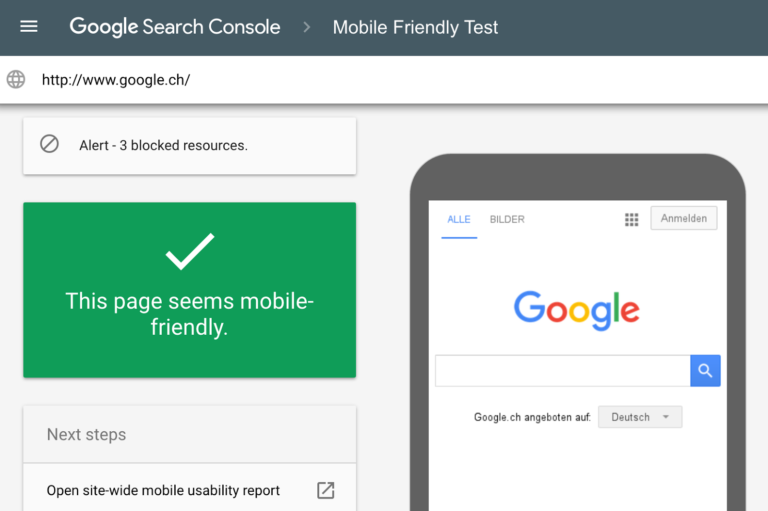 Google Search Console > Mobile Friendly Test
http://www.google.ch/
Alert - 3 blocked resources.
This page seems mobile-
friendly.
Next steps
Open site-wide mobile usability report
ALLE BILDER Anmelden
Google
Google.ch angeboten auf: Deutsch